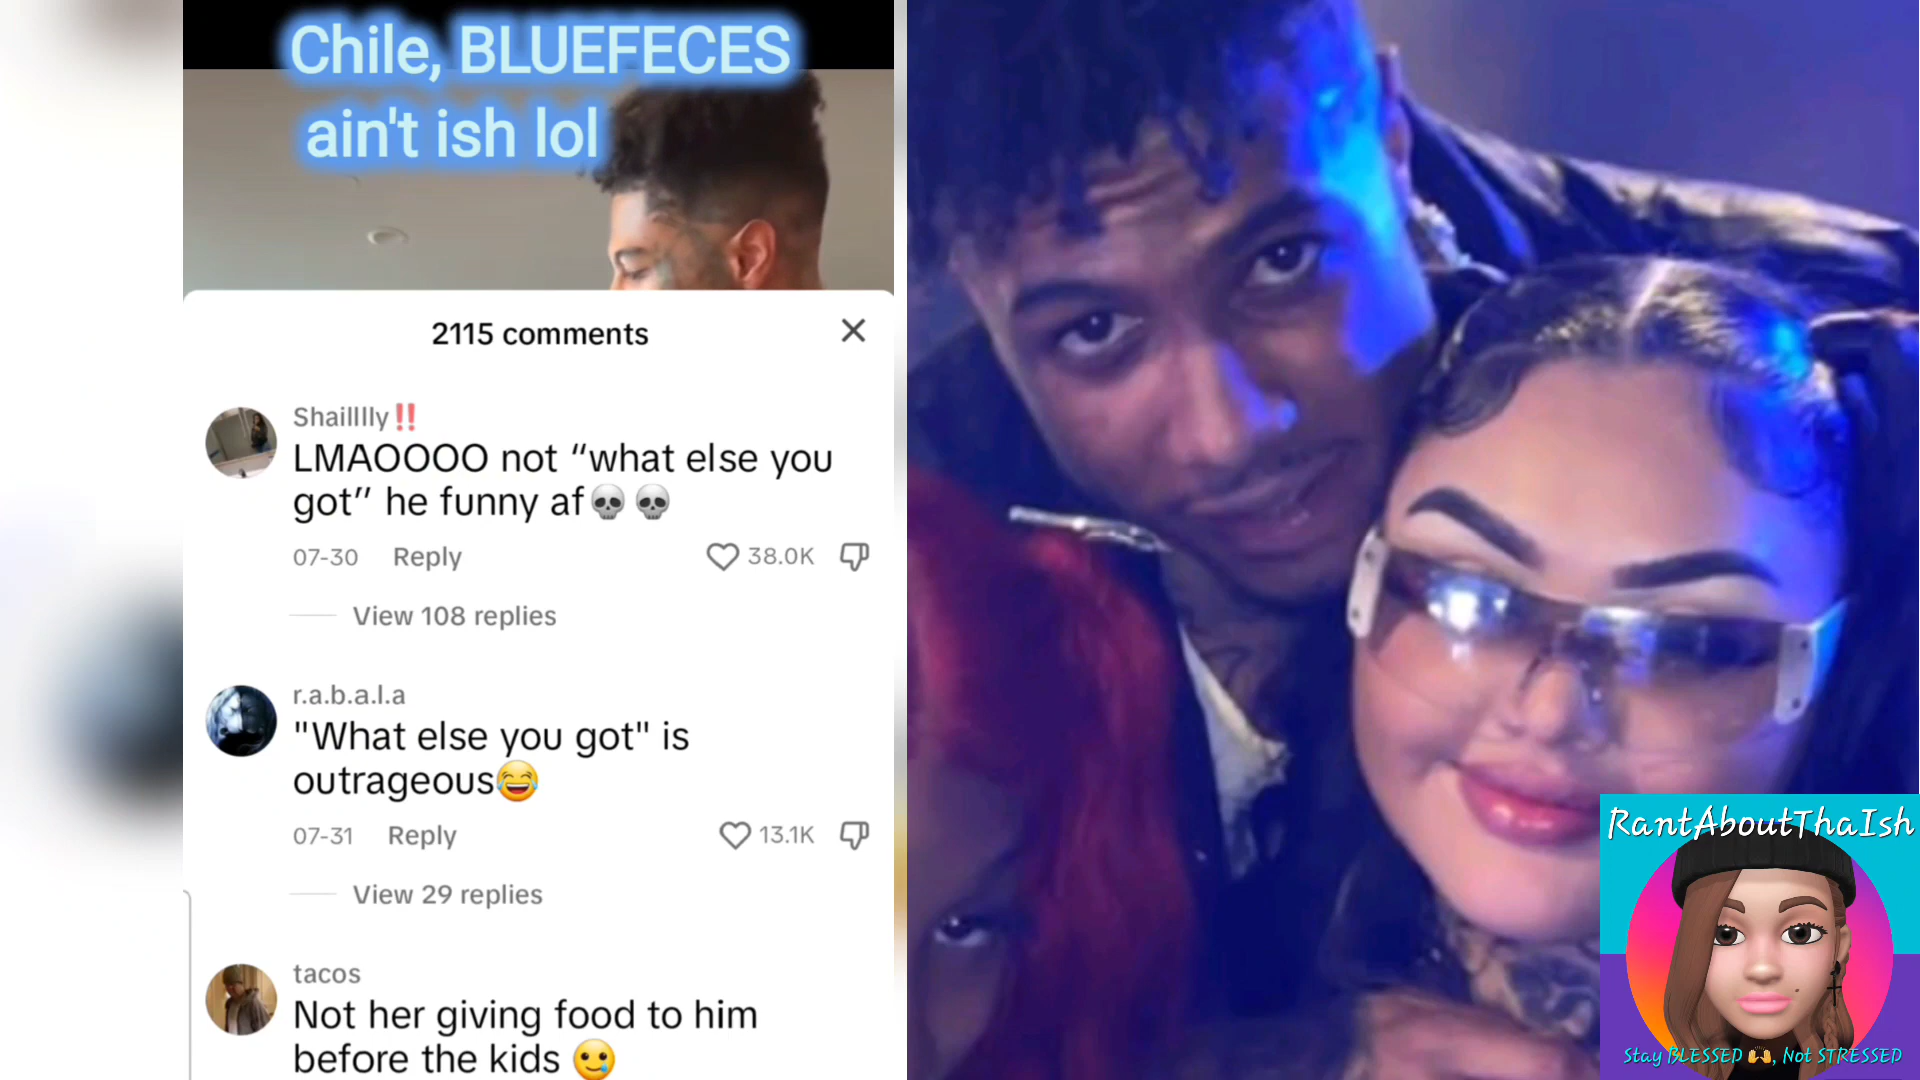 Chile, BLUEFECES
ain't ish lol
2115 comments
Shailllly‼️
LMAOOOO not “what else you
got” he funny af💀💀
07-30 Reply 38.0K
View 108 replies
r.a.b.a.l.a
"What else you got" is
outrageous😂
07-31 Reply 13.1K
View 29 replies
tacos
Not her giving food to him
before the kids 🥲
RantAboutThaIsh
Stay BLESSED 🙌, Not STRESSED